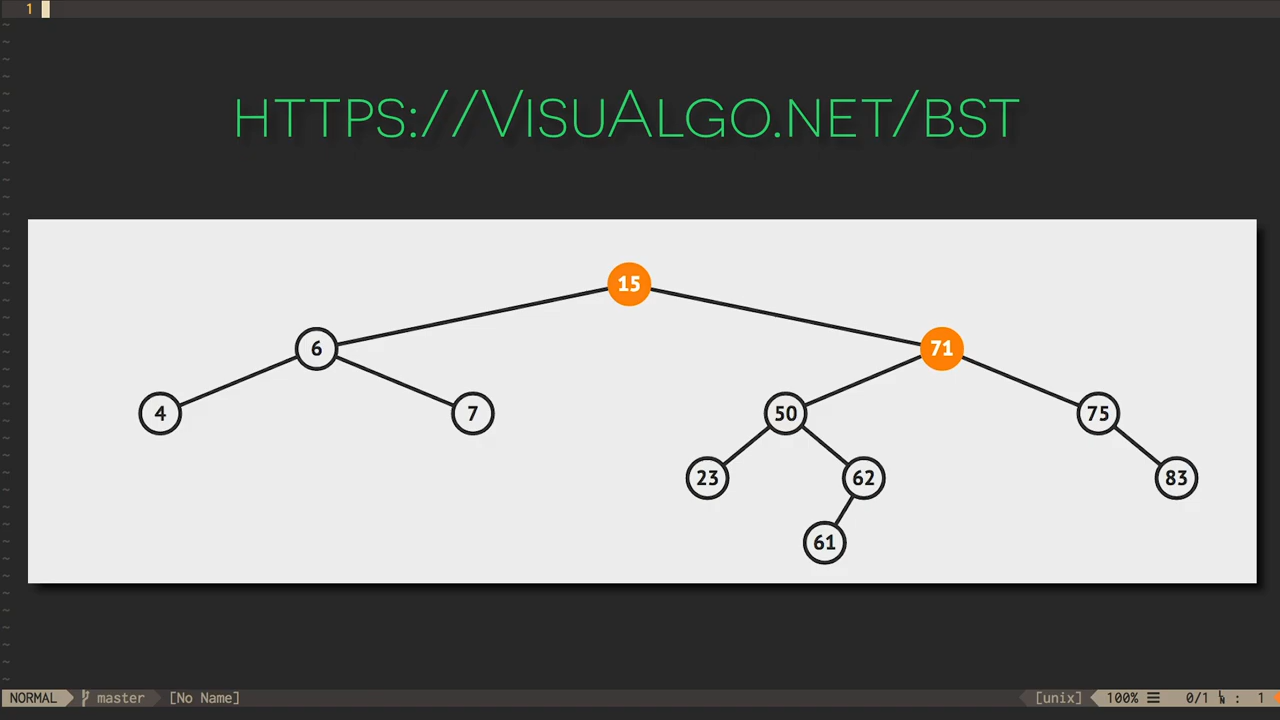 1
HTTPS://VISUALGO.NET/BST
15
6 71
4 7 50 75
23 62 83
61
NORMAL master [No Name] [unix] 100% 0/1 : 1